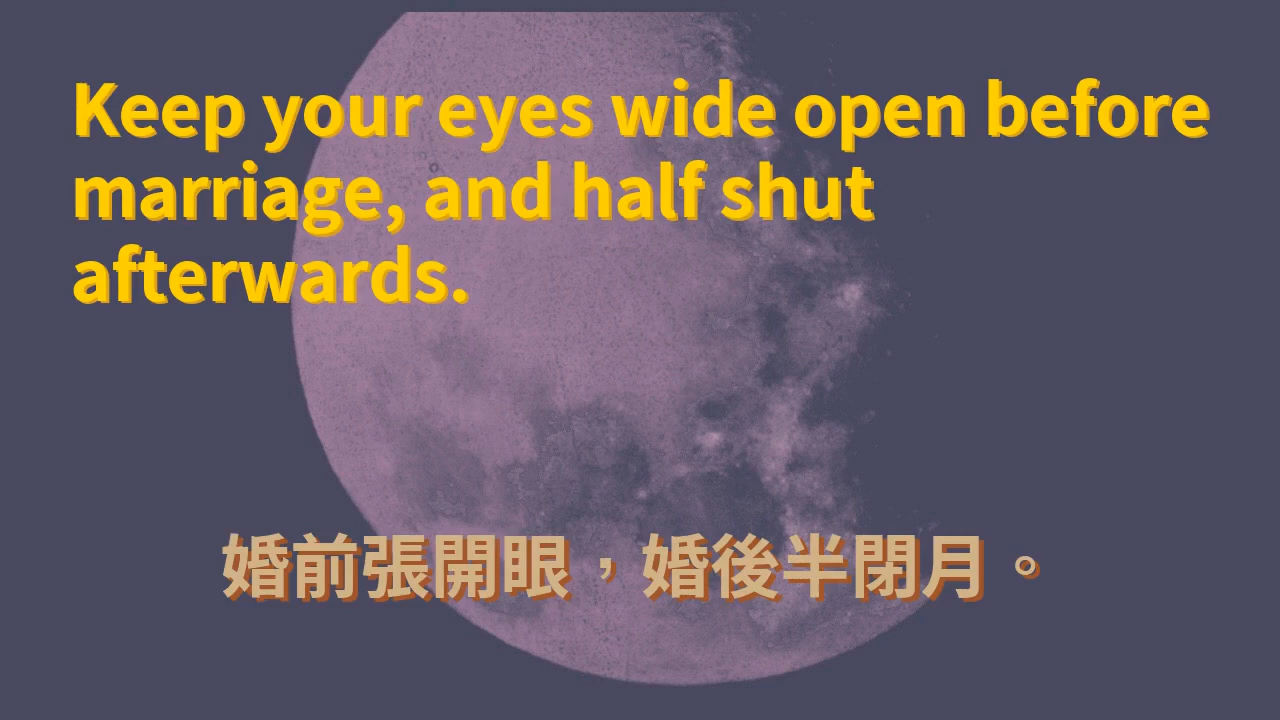 Keep your eyes wide open before
marriage, and half shut
afterwards.
婚前張開眼，婚後半閉月。